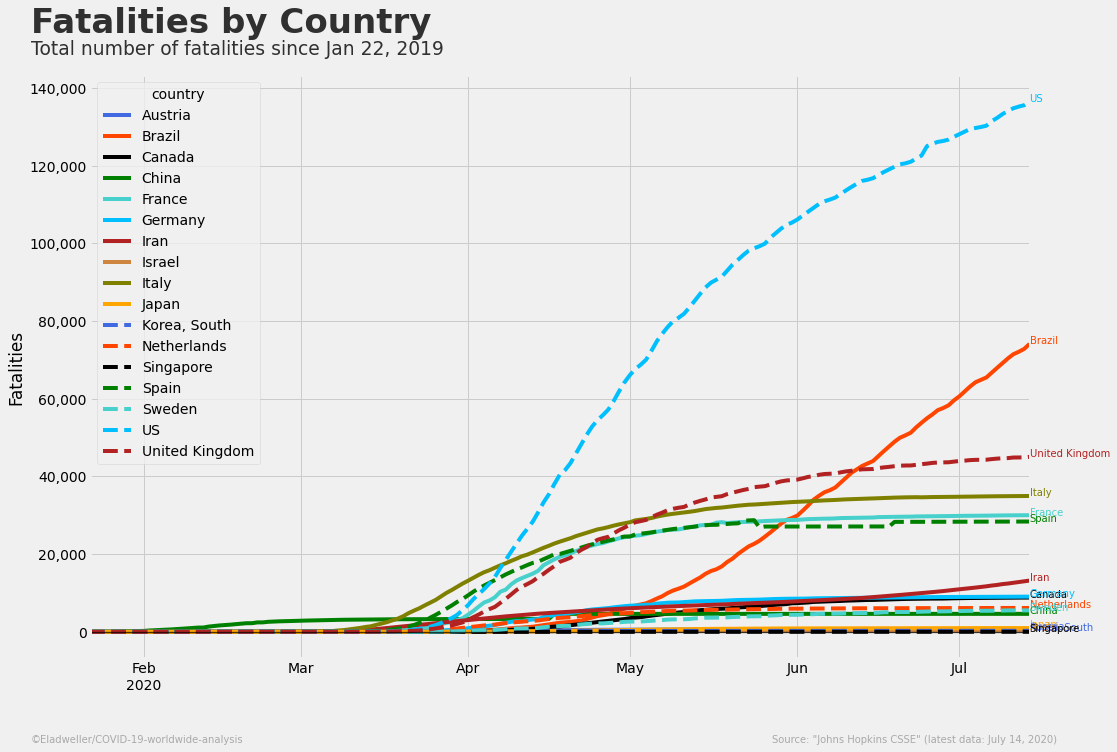 Fatalities by Country
Total number of fatalities since Jan 22, 2019
country
Austria
Brazil
Canada
China
France
Germany
Iran
Israel
Italy
Japan
Korea, South
Netherlands
Singapore
Spain
Sweden
US
United Kingdom
Fatalities
140,000
120,000
100,000
80,000
60,000
40,000
20,000
0
Feb
2020
Mar
Apr
May
Jun
Jul
US
Brazil
United Kingdom
Italy
France
Spain
Iran
Canada
Netherlands
China
Singapore
©Eladweller/COVID-19-worldwide-analysis
Source: "Johns Hopkins CSSE" (latest data: July 14, 2020)